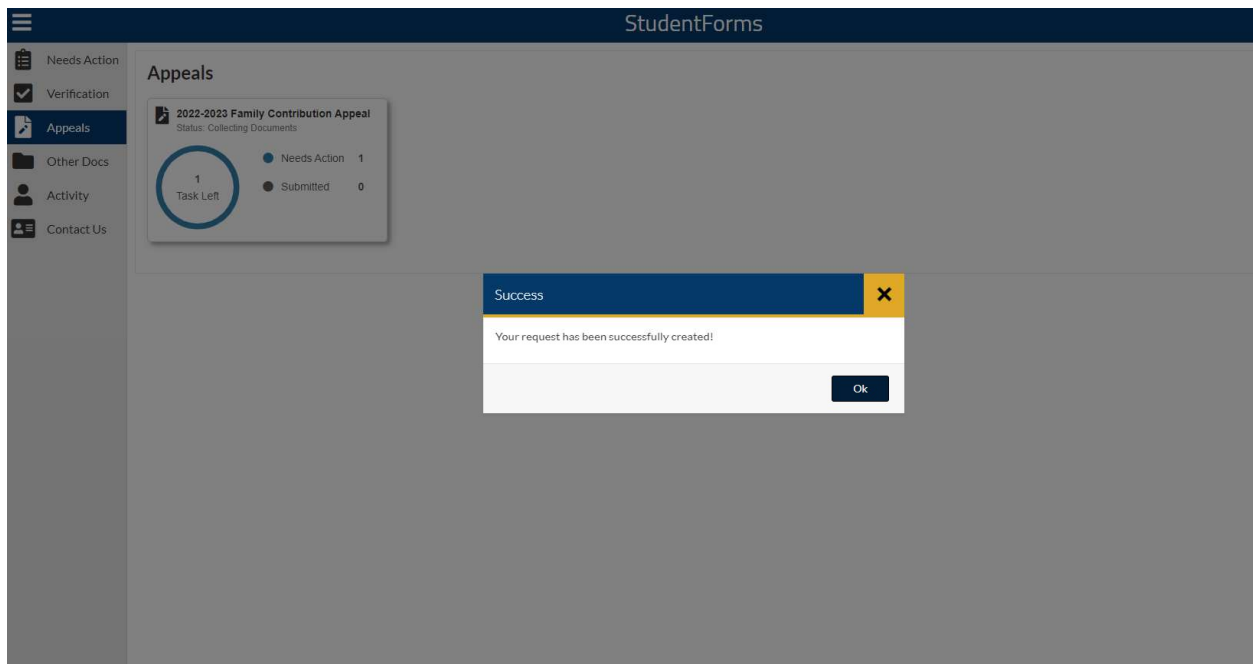 StudentForms
Needs Action
Verification
Appeals
Other Docs
Activity
Contact Us
Appeals
2022-2023 Family Contribution Appeal
Status: Collecting Documents
1
Task Left
Needs Action 1
Submitted 0
Success
Your request has been successfully created!
Ok